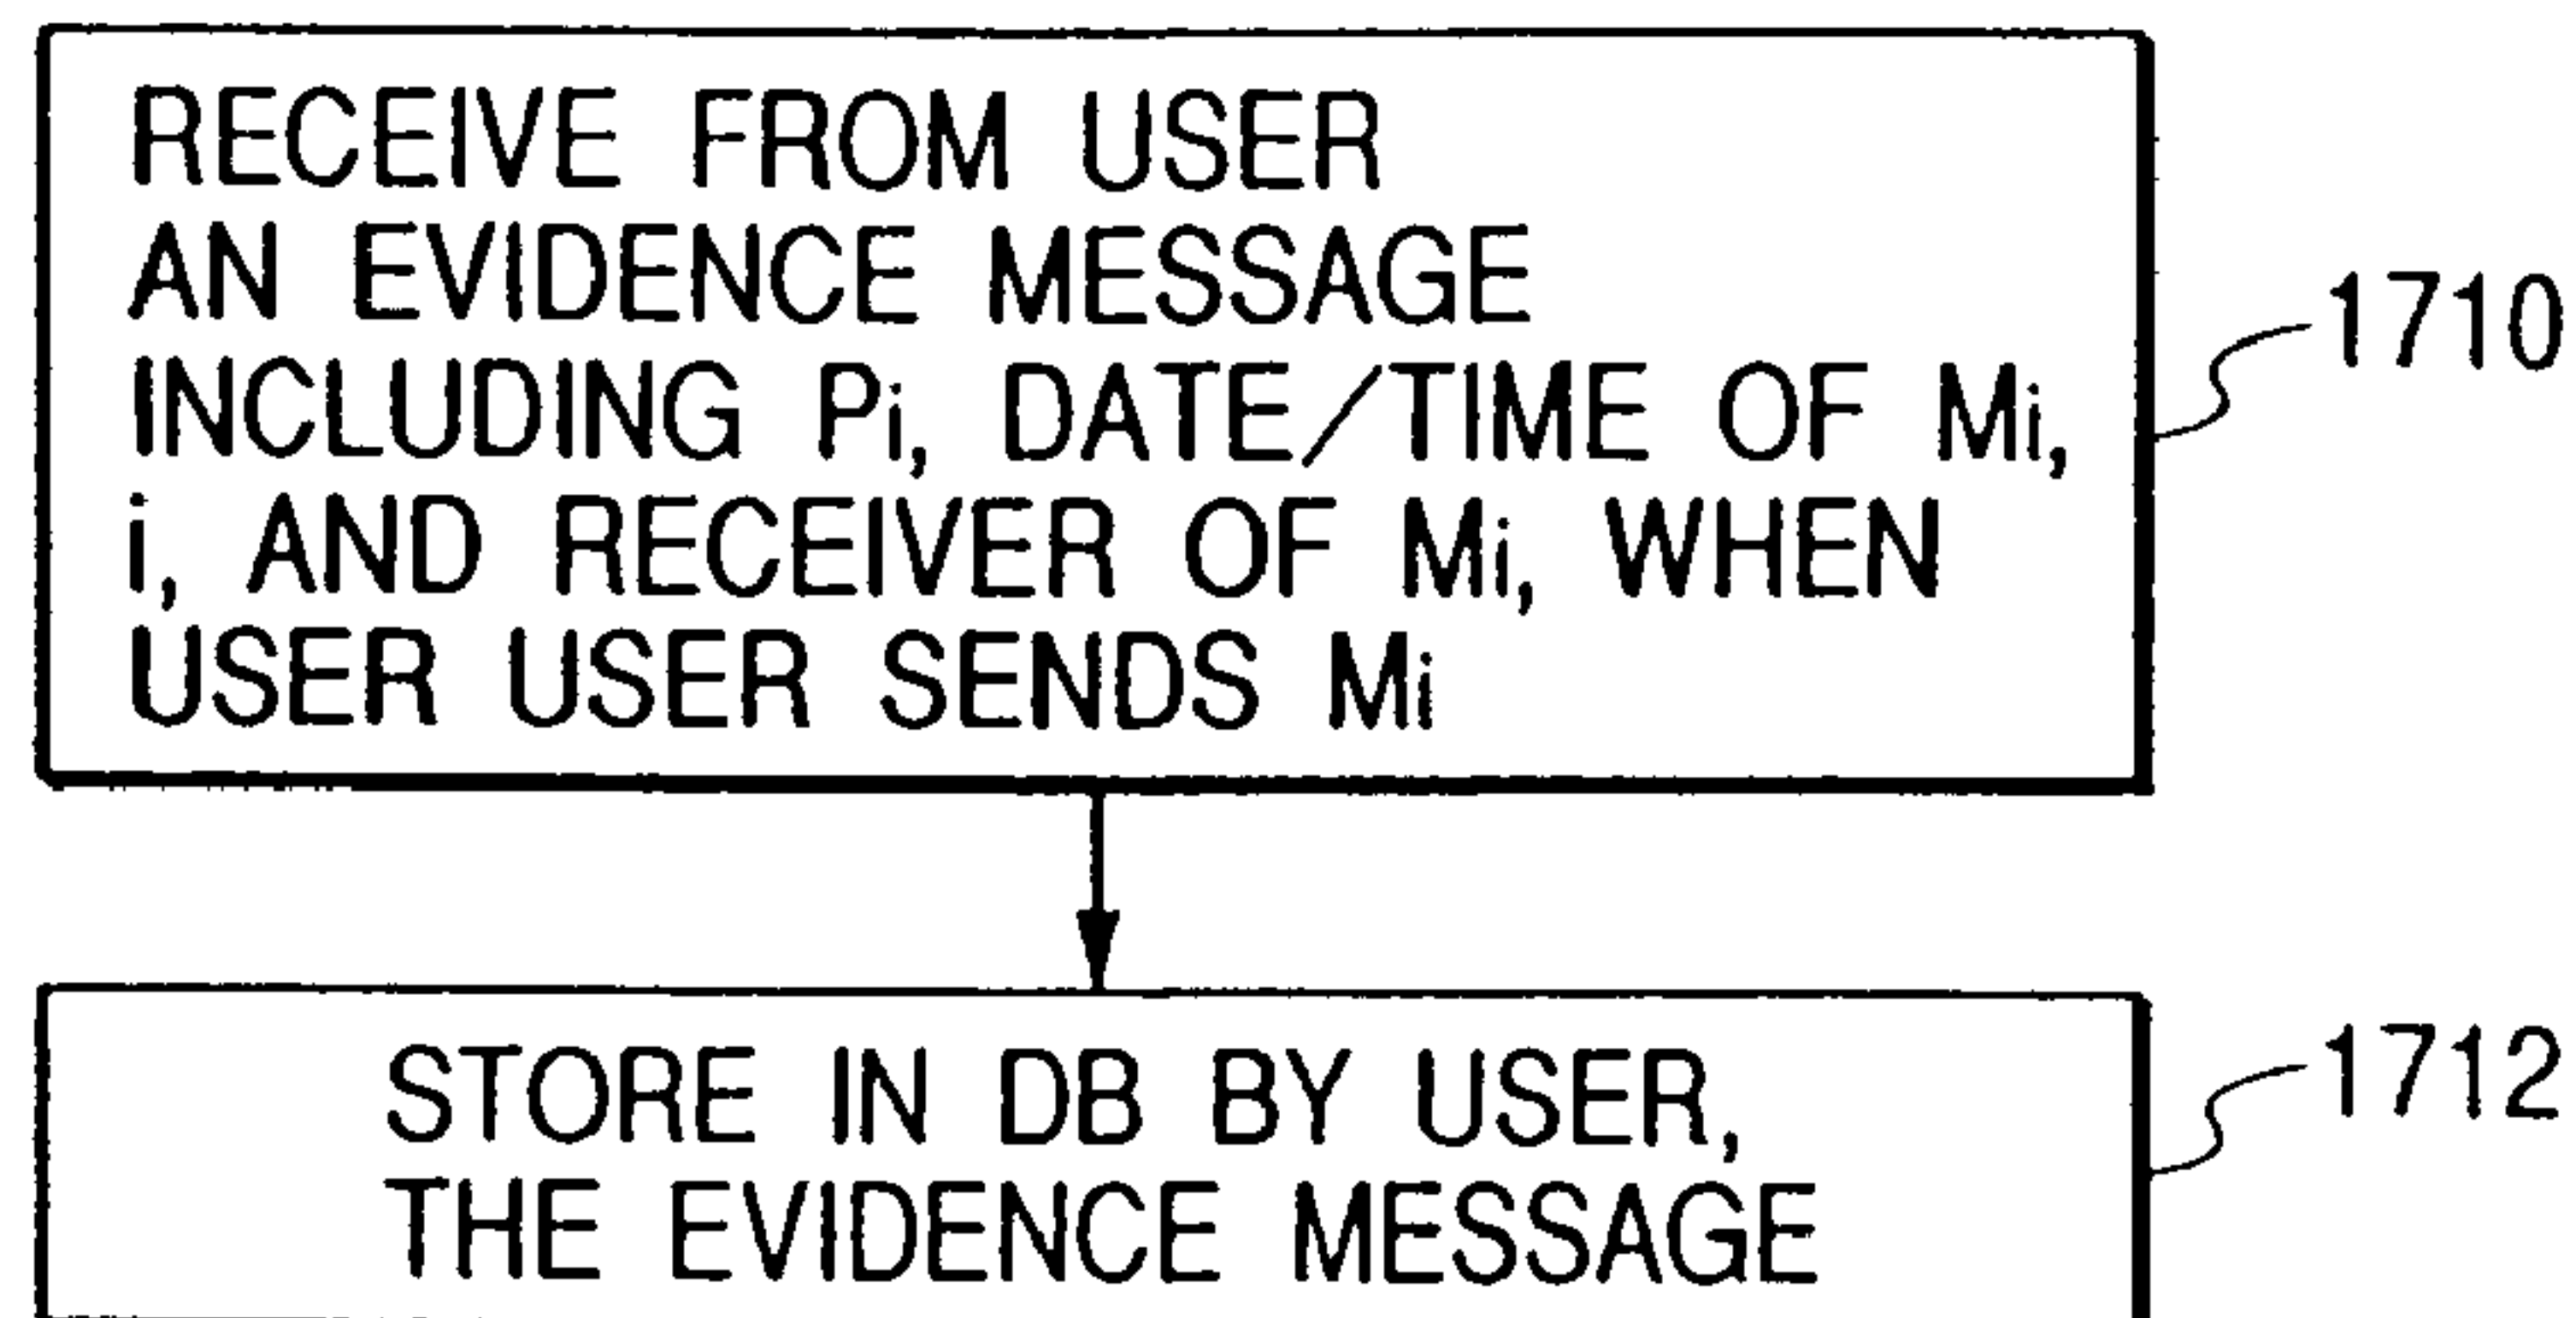 RECEIVE FROM USER
AN EVIDENCE MESSAGE
INCLUDING Pi, DATE/TIME OF Mi,
i, AND RECEIVER OF Mi, WHEN
USER USER SENDS Mi
1710
STORE IN DB BY USER,
THE EVIDENCE MESSAGE
1712